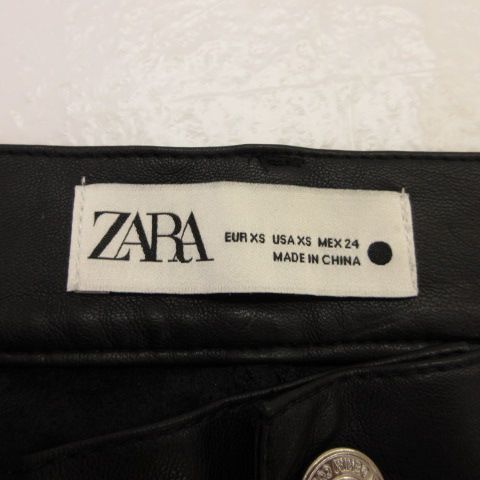 ZARA
EUR XS USA XS MEX 24
MADE IN CHINA